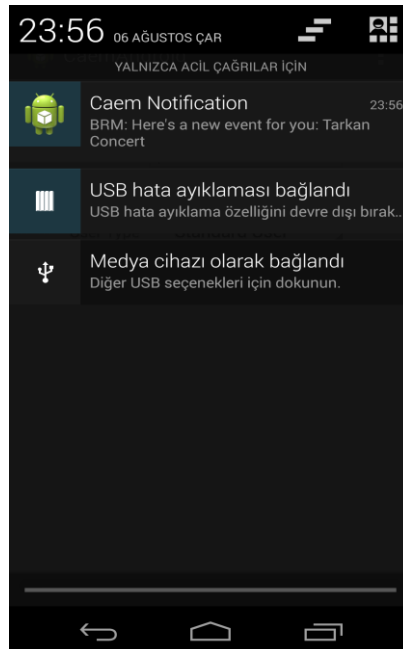 23:56 06 AĞUSTOS ÇAR
YALNIZCA ACİL ÇAĞRILAR İÇİN
Caem Notification 23:56
BRM: Here's a new event for you: Tarkan
Concert
USB hata ayıklaması bağlandı
USB hata ayıklama özelliğini devre dışı bırak..
Medya cihazı olarak bağlandı
Diğer USB seçenekleri için dokunun.